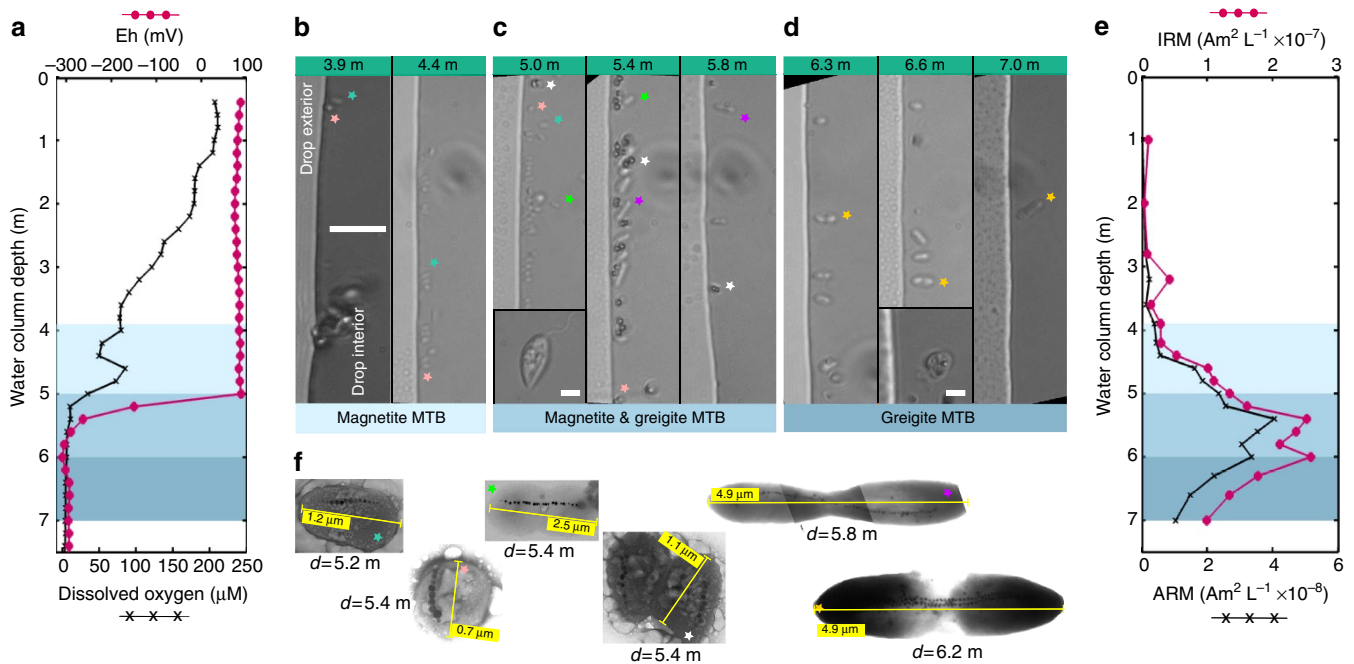 a
Eh (mV)
–300 –200 –100 0 100
0
1
2
3
4
5
6
7
Water column depth (m)
0 50 100 150 200 250
Dissolved oxygen (μM)
b
3.9 m 4.4 m
Drop exterior
Drop interior
Magnetite MTB
c
5.0 m 5.4 m 5.8 m
Magnetite & greigite MTB
d
6.3 m 6.6 m 7.0 m
Greigite MTB
e
IRM (Am² L⁻¹ ×10⁻⁷)
0 1 2 3
0
1
2
3
4
5
6
7
Water column depth (m)
0 2 4 6
ARM (Am² L⁻¹ ×10⁻⁸)
f
1.2 μm
d=5.2 m
d=5.4 m
0.7 μm
2.5 μm
d=5.4 m
1.1 μm
d=5.4 m
4.9 μm
d=5.8 m
4.9 μm
d=6.2 m